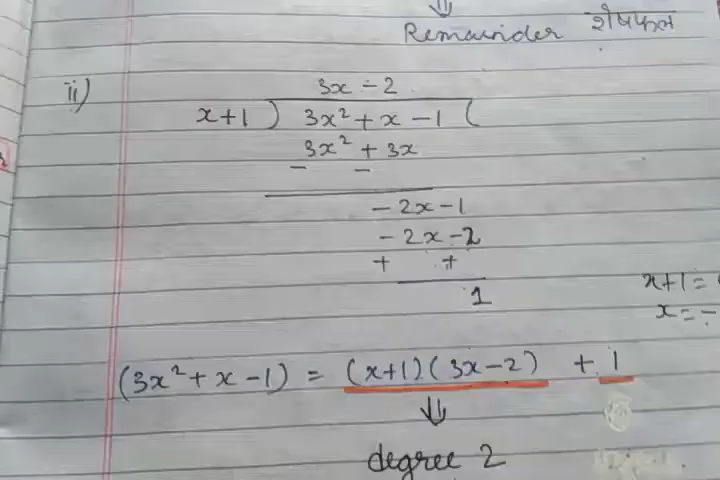 ⇓
Remainder शेषफल
ii)
3x - 2
x+1 ) 3x² + x - 1 (
3x² + 3x
- -
- 2x - 1
- 2x - 2
+ +
1
x+1 =
x = -
(3x² + x - 1) = (x+1) (3x - 2) + 1
⇓
degree 2